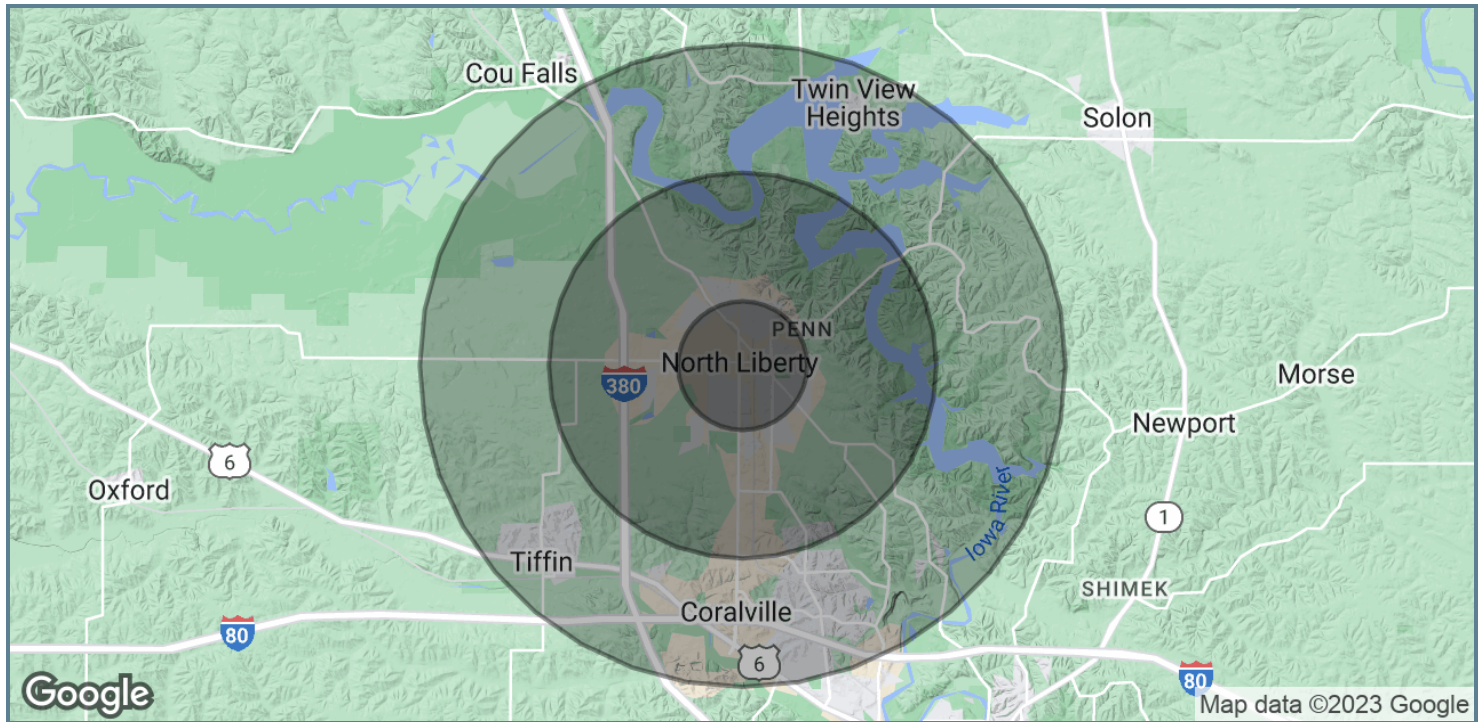 Cou Falls
Twin View
Heights
Solon
PENN
North Liberty
380
Morse
Newport
6
Oxford
1
Iowa River
Tiffin
SHIMEK
Coralville
80
6
80
Google
Map data ©2023 Google